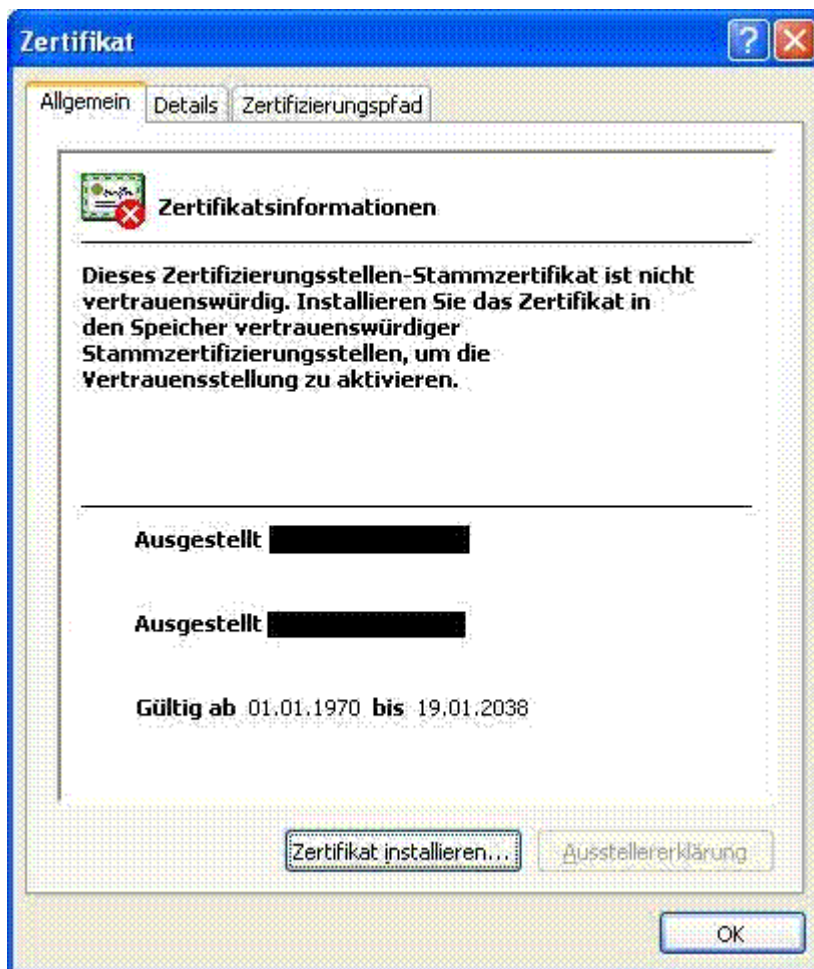 Zertifikat
Allgemein Details Zertifizierungspfad
Zertifikatsinformationen
Dieses Zertifizierungsstellen-Stammzertifikat ist nicht
vertrauenswürdig. Installieren Sie das Zertifikat in
den Speicher vertrauenswürdiger
Stammzertifizierungsstellen, um die
Vertrauensstellung zu aktivieren.
Ausgestellt
Ausgestellt
Gültig ab 01.01.1970 bis 19.01.2038
Zertifikat installieren... Ausstellererklärung
OK